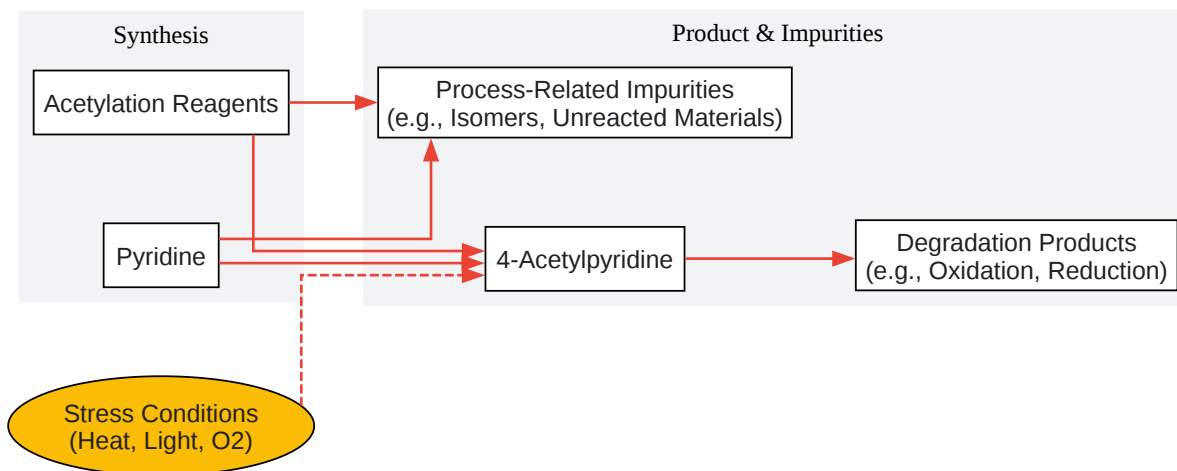 Synthesis
Product & Impurities
Acetylation Reagents
Process-Related Impurities
(e.g., Isomers, Unreacted Materials)
Pyridine
4-Acetylpyridine
Degradation Products
(e.g., Oxidation, Reduction)
Stress Conditions
(Heat, Light, O2)